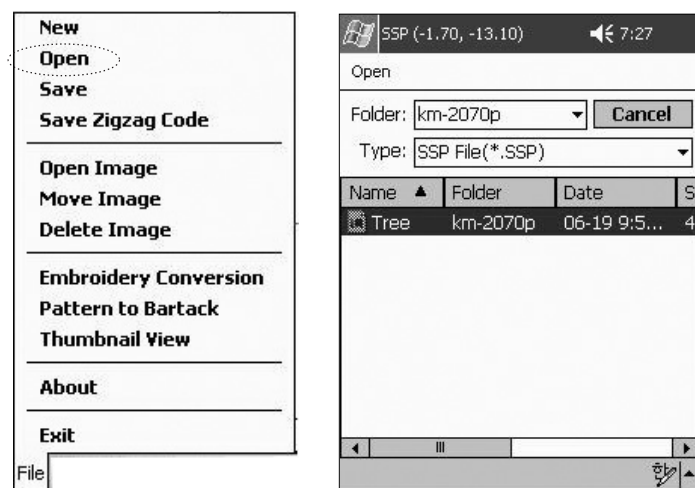 New
Open
Save
Save Zigzag Code
Open Image
Move Image
Delete Image
Embroidery Conversion
Pattern to Bartack
Thumbnail View
About
Exit
File
SSP (-1.70, -13.10) 7:27
Open
Folder: km-2070p Cancel
Type: SSP File(*.SSP)
Name Folder Date S
Tree km-2070p 06-19 9:5... 4
한